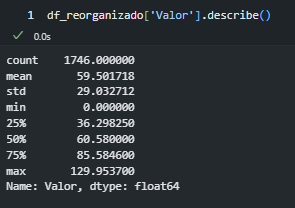 1 df_reorganizado['Valor'].describe()
0.0s
count 1746.000000
mean 59.501718
std 29.032712
min 0.000000
25% 36.298250
50% 60.580000
75% 85.584600
max 129.953700
Name: Valor, dtype: float64